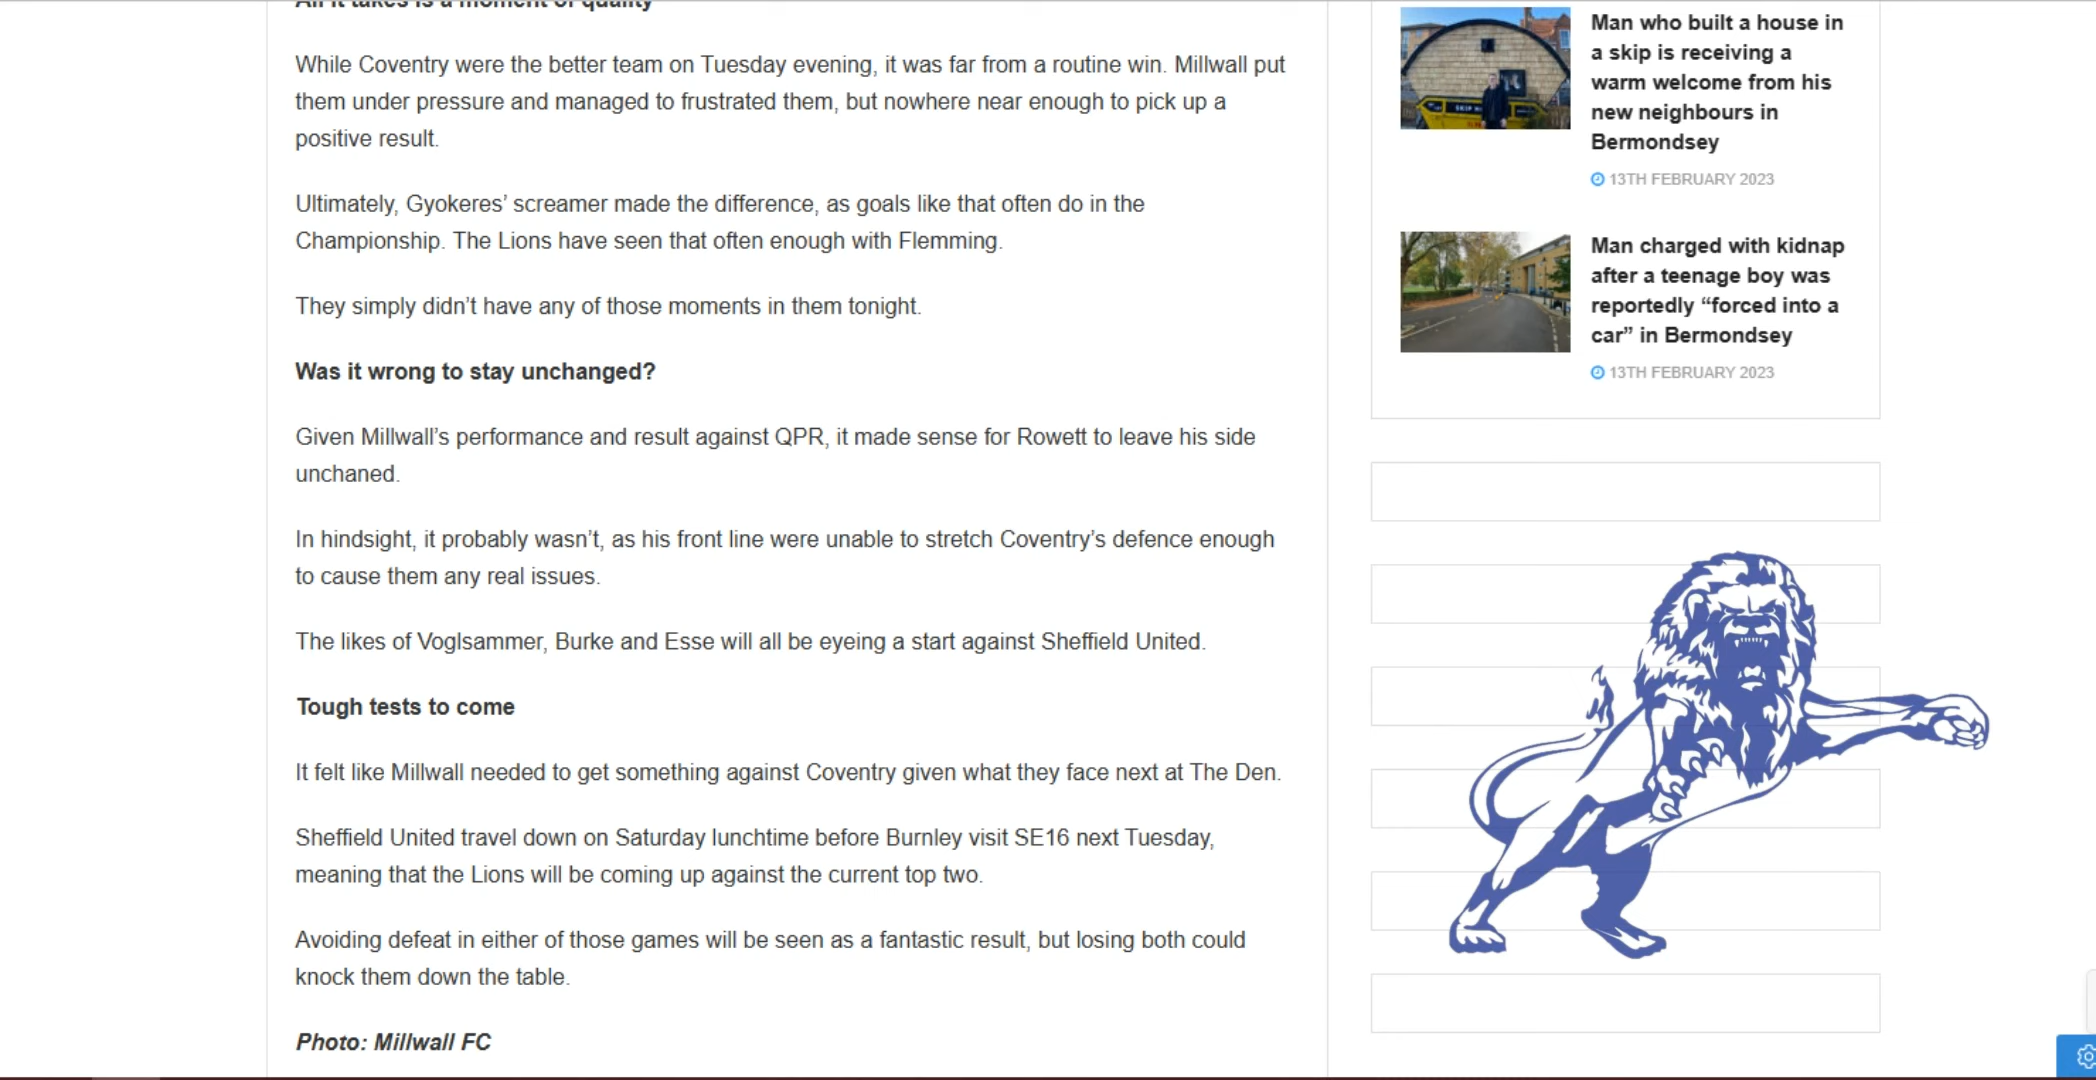 All it takes is a moment of quality
While Coventry were the better team on Tuesday evening, it was far from a routine win. Millwall put
them under pressure and managed to frustrated them, but nowhere near enough to pick up a
positive result.
Ultimately, Gyokeres’ screamer made the difference, as goals like that often do in the
Championship. The Lions have seen that often enough with Flemming.
They simply didn’t have any of those moments in them tonight.
Was it wrong to stay unchanged?
Given Millwall’s performance and result against QPR, it made sense for Rowett to leave his side
unchaned.
In hindsight, it probably wasn’t, as his front line were unable to stretch Coventry’s defence enough
to cause them any real issues.
The likes of Voglsammer, Burke and Esse will all be eyeing a start against Sheffield United.
Tough tests to come
It felt like Millwall needed to get something against Coventry given what they face next at The Den.
Sheffield United travel down on Saturday lunchtime before Burnley visit SE16 next Tuesday,
meaning that the Lions will be coming up against the current top two.
Avoiding defeat in either of those games will be seen as a fantastic result, but losing both could
knock them down the table.
Photo: Millwall FC
Man who built a house in
a skip is receiving a
warm welcome from his
new neighbours in
Bermondsey
13TH FEBRUARY 2023
Man charged with kidnap
after a teenage boy was
reportedly “forced into a
car” in Bermondsey
13TH FEBRUARY 2023